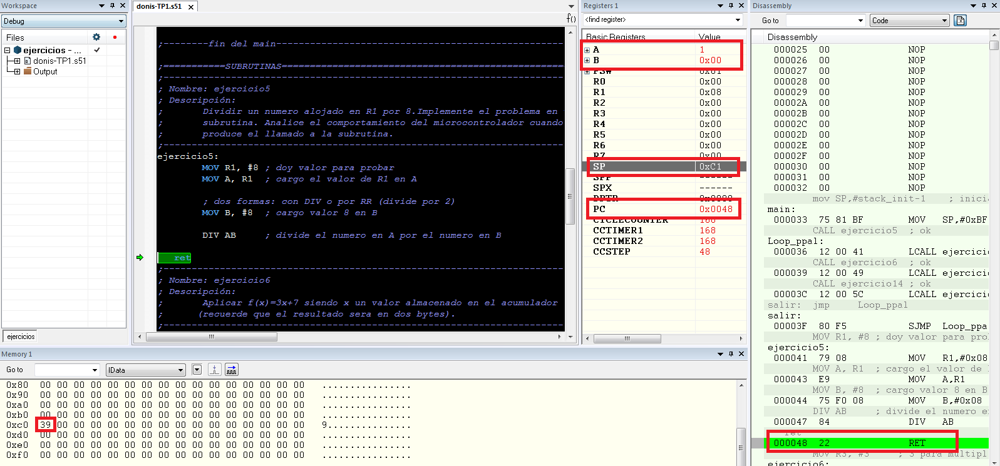 Workspace
Debug
Files
ejercicios - ...
donis-TP1.s51
Output
ejercicios
donis-TP1.s51
f()
;--------fin del main---------------------------------------------------
;===========SUBRUTINAS==================================================
;-----------------------------------------------------------------------
; Nombre: ejercicio5
; Descripción:
;       Dividir un numero alojado en R1 por 8.Implemente el problema en
;       subrutina. Analice el comportamiento del microcontrolador cuando
;       produce el llamado a la subrutina.
;-----------------------------------------------------------------------
ejercicio5:
MOV R1, #8 ; doy valor para probar
MOV A, R1  ; cargo el valor de R1 en A
; dos formas: con DIV o por RR (divide por 2)
MOV B, #8  ; cargo valor 8 en B
DIV AB     ; divide el numero en A por el numero en B
ret
;-----------------------------------------------------------------------
; Nombre: ejercicio6
; Descripción:
;       Aplicar f(x)=3x+7 siendo x un valor almacenado en el acumulador
;      (recuerde que el resultado sera en dos bytes).
;-----------------------------------------------------------------------
Registers 1
<find register>
Basic Registers Value
A 1
B 0x00
PSW 0x01
R0 0x00
R1 0x08
R2 0x00
R3 0x00
R4 0x00
R5 0x00
R6 0x00
R7 0x00
SP 0xC1
SPP ------
SPX ------
DPTR 0x0000
PC 0x0048
CYCLECOUNTER 168
CCTIMER1 168
CCTIMER2 168
CCSTEP 48
Disassembly
Go to Code
Disassembly
000025 00 NOP
000026 00 NOP
000027 00 NOP
000028 00 NOP
000029 00 NOP
00002A 00 NOP
00002B 00 NOP
00002C 00 NOP
00002D 00 NOP
00002E 00 NOP
00002F 00 NOP
000030 00 NOP
000031 00 NOP
000032 00 NOP
mov SP,#stack_init-1 ; inicia
main:
000033 75 81 BF MOV SP,#0xBF
CALL ejercicio5 ; ok
Loop_ppal:
000036 12 00 41 LCALL ejercicio
CALL ejercicio6 ; ok
000039 12 00 49 LCALL ejercicio
CALL ejercicio14 ; ok
00003C 12 00 5C LCALL ejercicio
salir: jmp Loop_ppal
salir:
00003F 80 F5 SJMP Loop_ppa
MOV R1, #8 ; doy valor para prob
ejercicio5:
000041 79 08 MOV R1,#0x08
MOV A, R1 ; cargo el valor de
000043 E9 MOV A,R1
MOV B, #8 ; cargo valor 8 en B
000044 75 F0 08 MOV B,#0x08
DIV AB ; divide el numero en
000047 84 DIV AB
ret
000048 22 RET
MOV R3, #3 ; 3 para multipl
ejercicio6:
Memory 1
Go to IData
0x80 00 00 00 00 00 00 00 00 00 00 00 00 00 00 00 00 ................
0x90 00 00 00 00 00 00 00 00 00 00 00 00 00 00 00 00 ................
0xa0 00 00 00 00 00 00 00 00 00 00 00 00 00 00 00 00 ................
0xb0 00 00 00 00 00 00 00 00 00 00 00 00 00 00 00 00 ................
0xc0 39 00 00 00 00 00 00 00 00 00 00 00 00 00 00 00 9...............
0xd0 00 00 00 00 00 00 00 00 00 00 00 00 00 00 00 00 ................
0xe0 00 00 00 00 00 00 00 00 00 00 00 00 00 00 00 00 ................
0xf0 00 00 00 00 00 00 00 00 00 00 00 00 00 00 00 00 ................